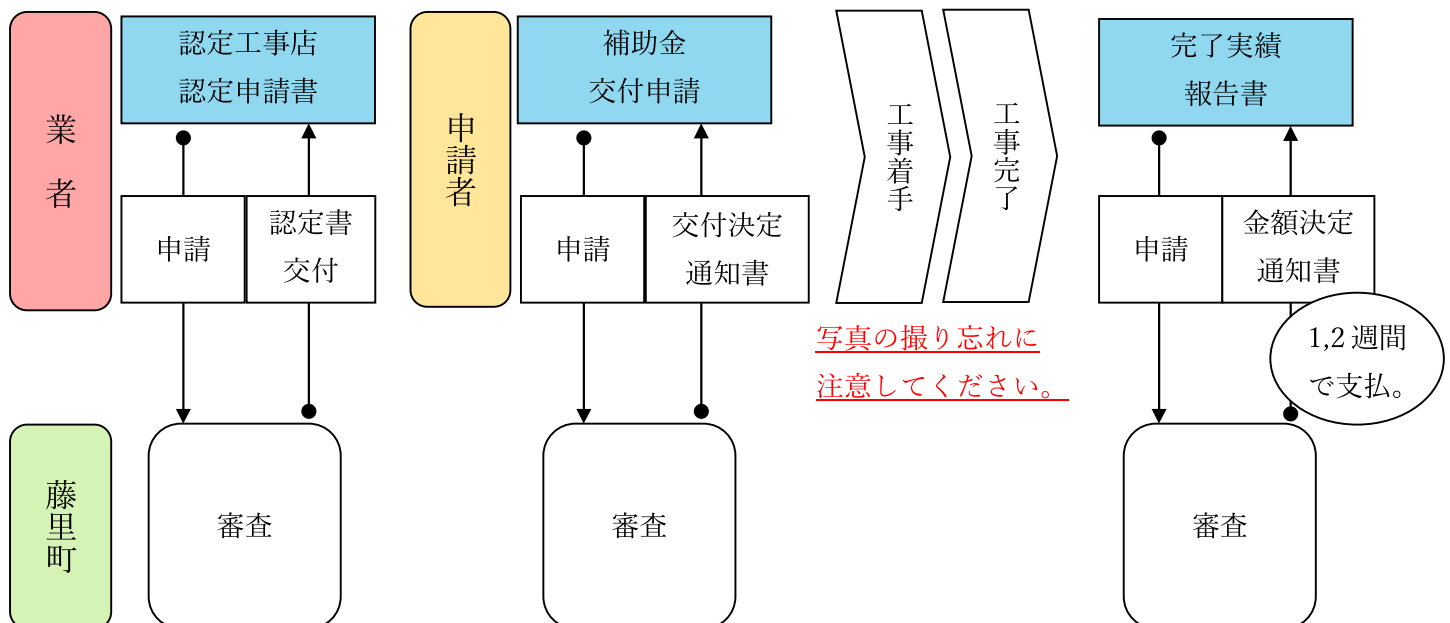 業者
認定工事店
認定申請書
申請
認定書
交付
申請者
補助金
交付申請
申請
交付決定
通知書
工事着手
工事完了
写真の撮り忘れに
注意してください。
完了実績
報告書
申請
金額決定
通知書
1,2週間
で支払。
藤里町
審査
審査
審査